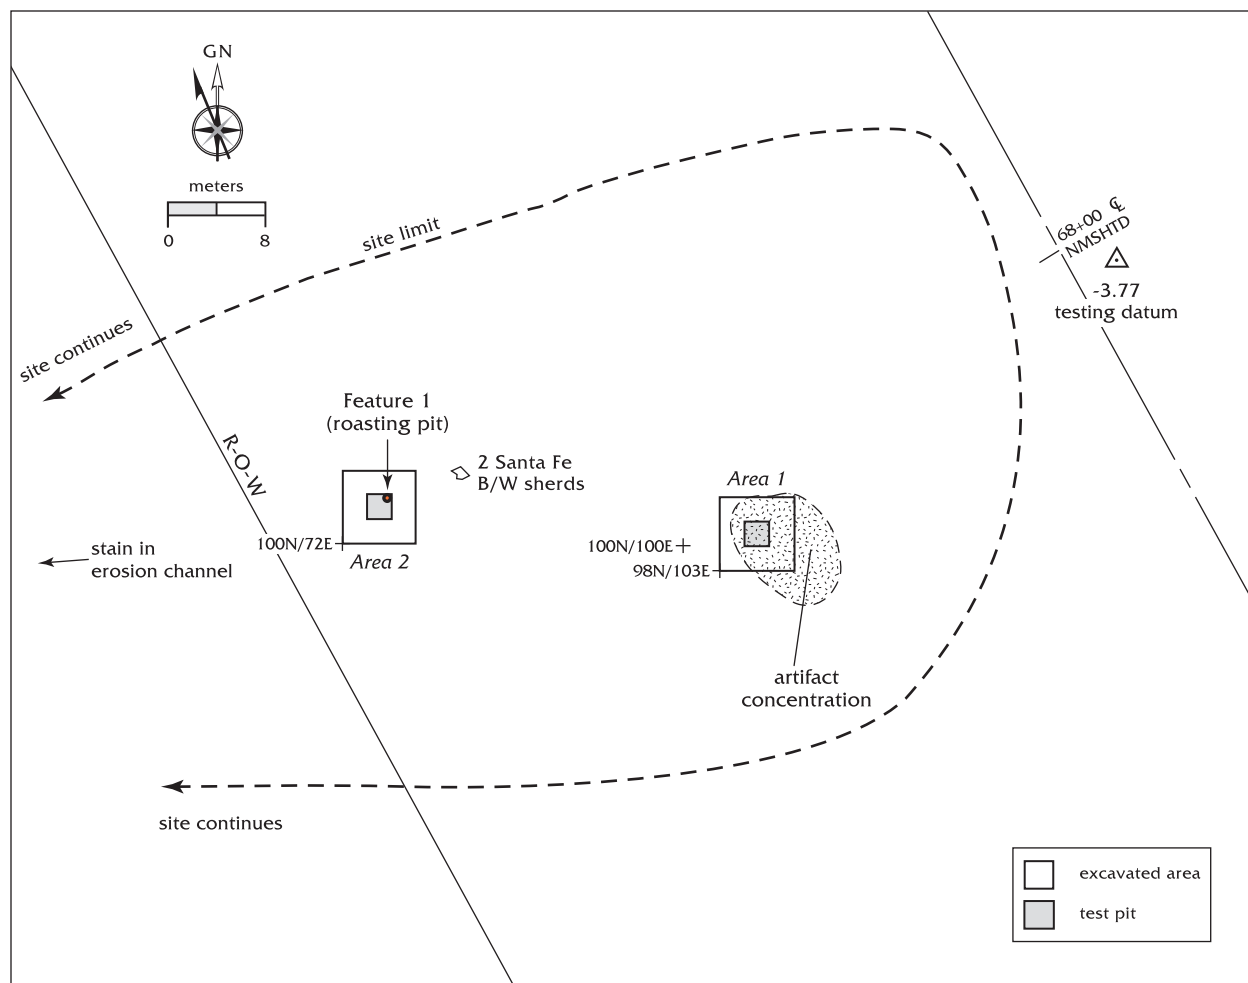 GN
meters
0 8
site limit
68+00 ℄
NMSHTD
-3.77
testing datum
site continues
Feature 1
(roasting pit)
R-O-W
2 Santa Fe
B/W sherds
Area 1
100N/72E
Area 2
100N/100E
98N/103E
stain in
erosion channel
artifact
concentration
site continues
excavated area
test pit